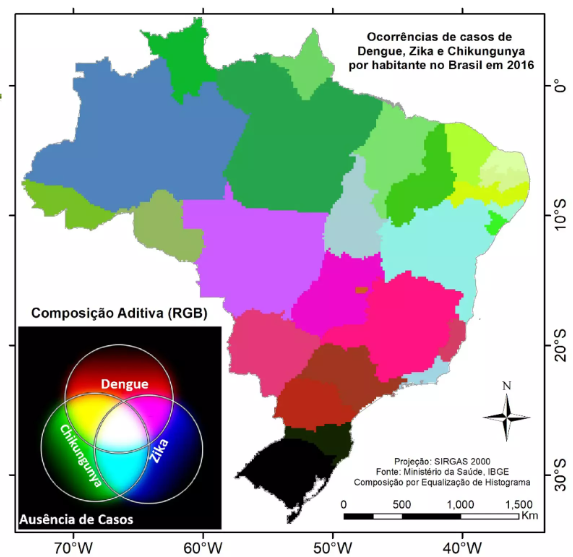 Ocorrências de casos de
Dengue, Zika e Chikungunya
por habitante no Brasil em 2016
0°
10°S
20°S
30°S
Composição Aditiva (RGB)
Dengue
Chikungunya
Zika
Ausência de Casos
N
Projeção: SIRGAS 2000
Fonte: Ministério da Saúde, IBGE
Composição por Equalização de Histograma
0 500 1,000 1,500
Km
70°W 60°W 50°W 40°W